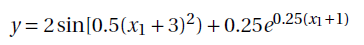 y = 2 sin[0.5(x₁ + 3)²) + 0.25e^{0.25(x₁+1)}